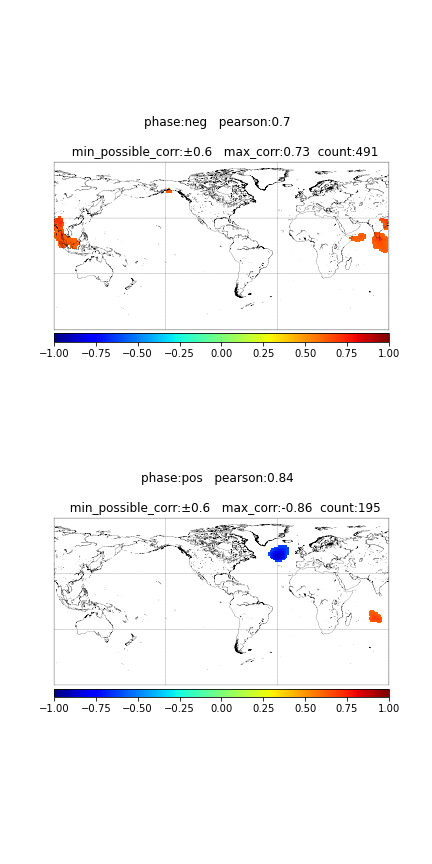 phase:neg   pearson:0.7
min_possible_corr:±0.6   max_corr:0.73  count:491
−1.00 −0.75 −0.50 −0.25 0.00 0.25 0.50 0.75 1.00
phase:pos   pearson:0.84
min_possible_corr:±0.6   max_corr:-0.86  count:195
−1.00 −0.75 −0.50 −0.25 0.00 0.25 0.50 0.75 1.00